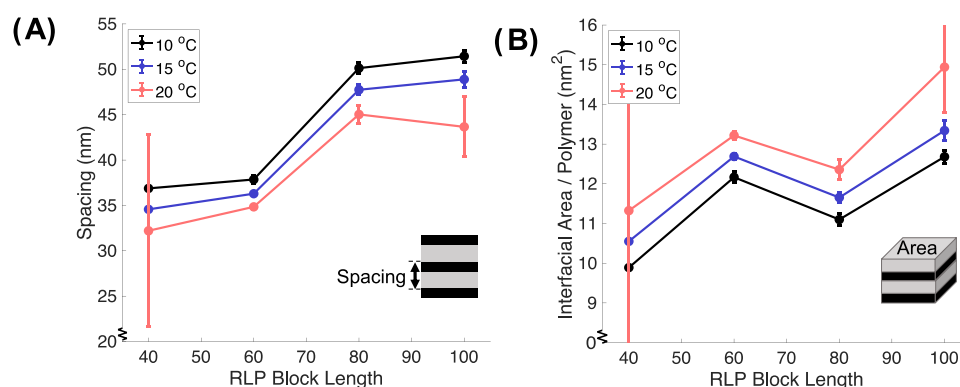 (A)
55
50
45
40
35
30
25
20
Spacing (nm)
10 °C
15 °C
20 °C
Spacing
40 50 60 70 80 90 100
RLP Block Length
(B)
16
15
14
13
12
11
10
9
0
Interfacial Area / Polymer (nm²)
10 °C
15 °C
20 °C
Area
40 50 60 70 80 90 100
RLP Block Length